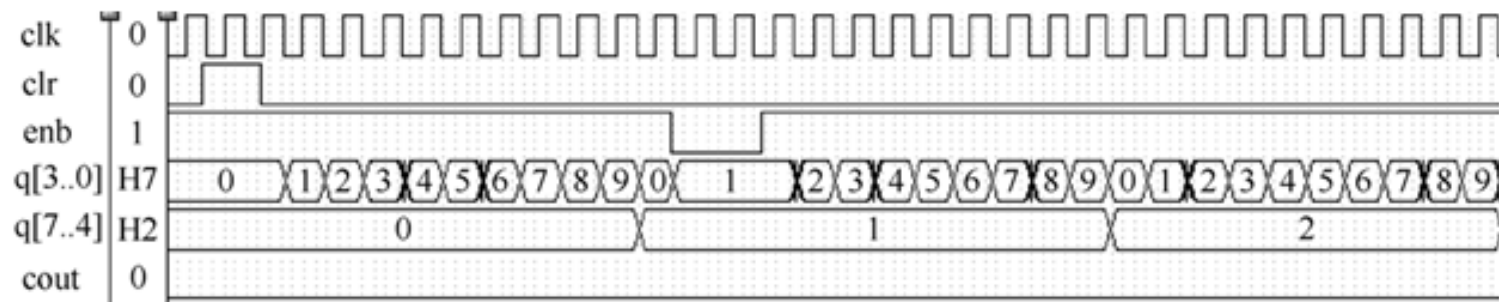 clk 0
clr 0
enb 1
q[3..0] H7 0 1 2 3 4 5 6 7 8 9 0 1 2 3 4 5 6 7 8 9 0 1 2 3 4 5 6 7 8 9
q[7..4] H2 0 1 2
cout 0